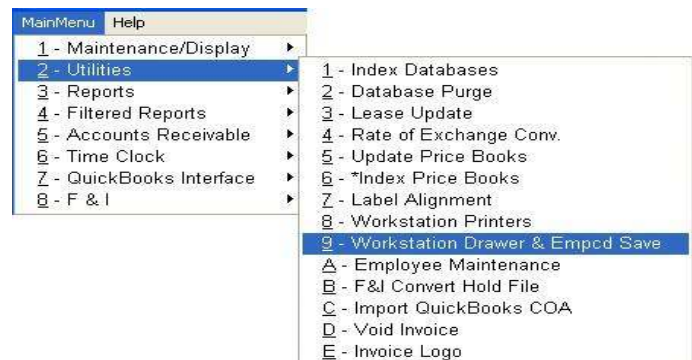 MainMenu Help
1 - Maintenance/Display
2 - Utilities
3 - Reports
4 - Filtered Reports
5 - Accounts Receivable
6 - Time Clock
7 - QuickBooks Interface
8 - F & I
1 - Index Databases
2 - Database Purge
3 - Lease Update
4 - Rate of Exchange Conv.
5 - Update Price Books
6 - *Index Price Books
7 - Label Alignment
8 - Workstation Printers
9 - Workstation Drawer & Empcd Save
A - Employee Maintenance
B - F&I Convert Hold File
C - Import QuickBooks COA
D - Void Invoice
E - Invoice Logo